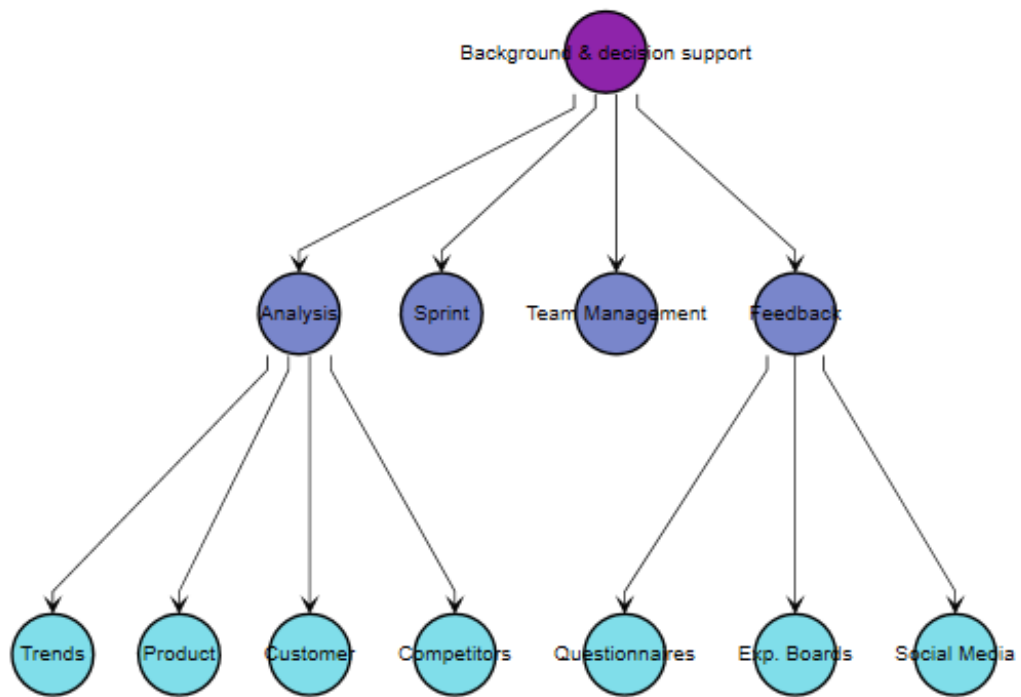 Background & decision support
Analysis
Sprint
Team Management
Feedback
Trends
Product
Customer
Competitors
Questionnaires
Exp. Boards
Social Media